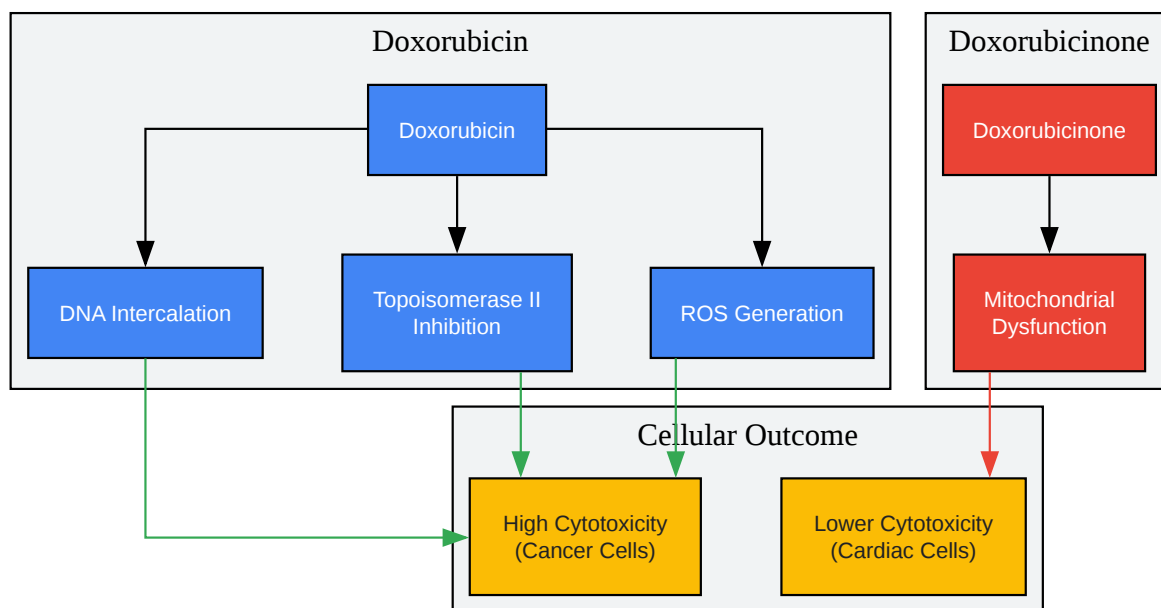 Doxorubicin
Doxorubicinone
Doxorubicin
Doxorubicinone
DNA Intercalation
Topoisomerase II
Inhibition
ROS Generation
Mitochondrial
Dysfunction
Cellular Outcome
High Cytotoxicity
(Cancer Cells)
Lower Cytotoxicity
(Cardiac Cells)